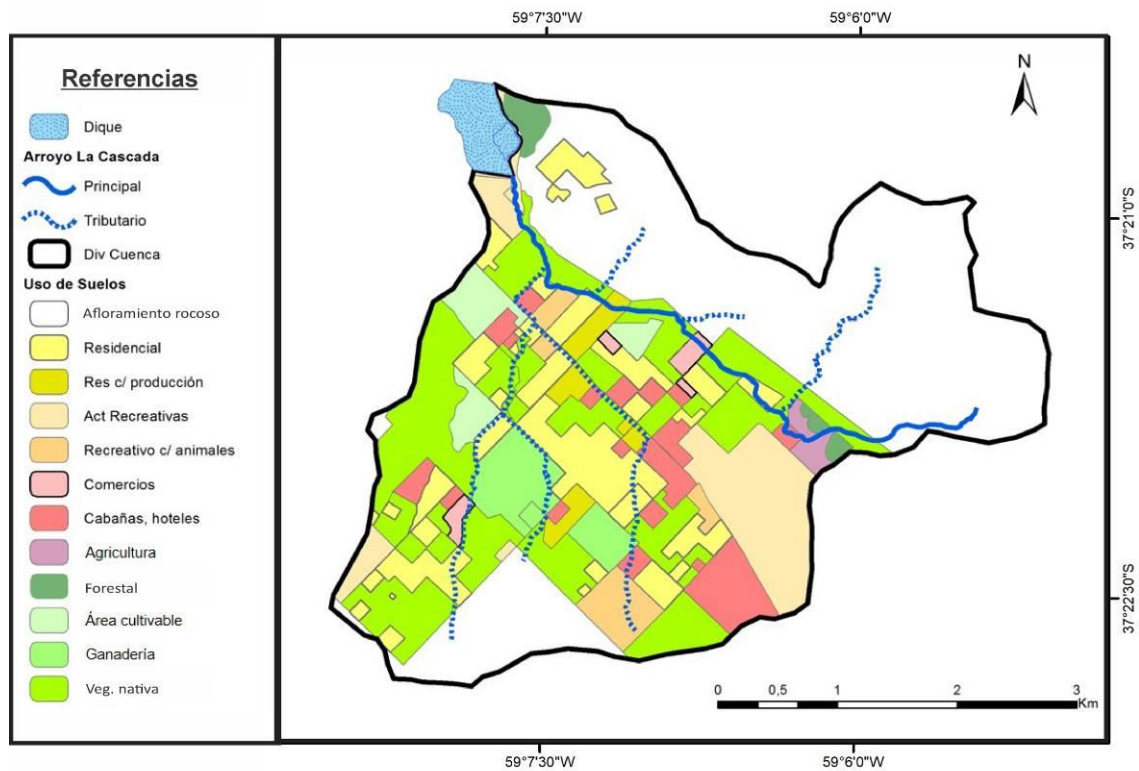 59°7'30"W
59°6'0"W
Referencias
Dique
Arroyo La Cascada
Principal
Tributario
Div Cuenca
Uso de Suelos
Afloramiento rocoso
Residencial
Res c/ producción
Act Recreativas
Recreativo c/ animales
Comercios
Cabañas, hoteles
Agricultura
Forestal
Área cultivable
Ganadería
Veg. nativa
N
37°21'0"S
37°22'30"S
0 0,5 1 2 3
Km
59°7'30"W
59°6'0"W